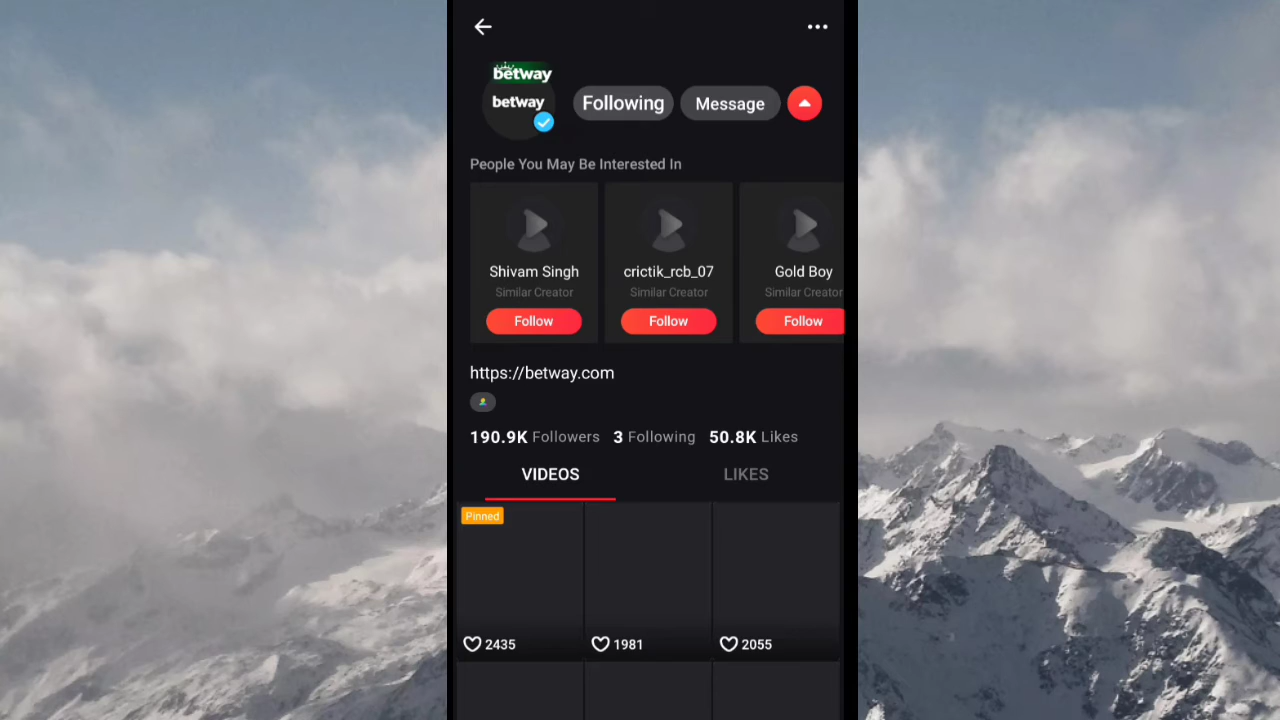 betway
betway
Following
Message
People You May Be Interested In
Shivam Singh
Similar Creator
Follow
crictik_rcb_07
Similar Creator
Follow
Gold Boy
Similar Creator
Follow
https://betway.com
190.9K Followers 3 Following 50.8K Likes
VIDEOS
LIKES
Pinned
2435
1981
2055